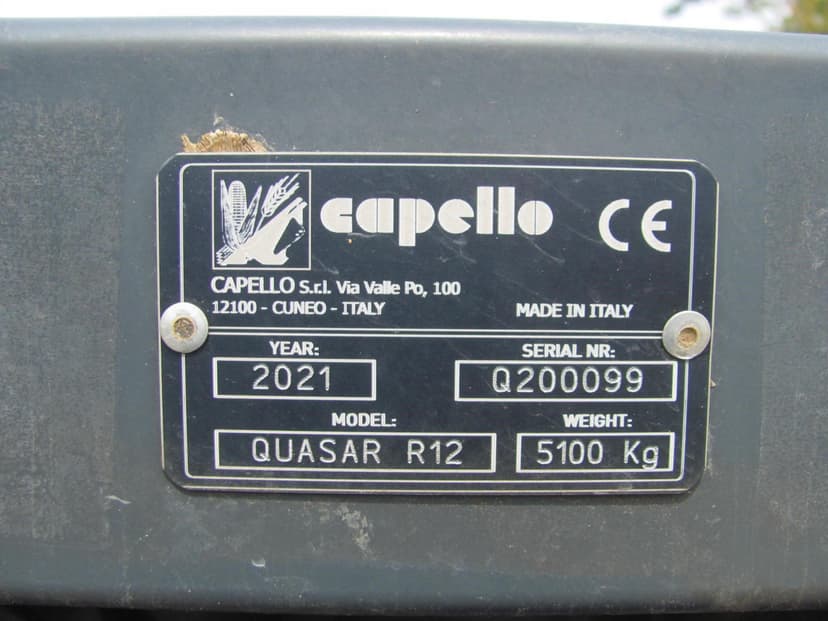 capello CE
CAPELLO S.r.l. Via Valle Po, 100
12100 - CUNEO - ITALY MADE IN ITALY
YEAR: SERIAL NR:
2021 Q200099
MODEL: WEIGHT:
QUASAR R12 5100 Kg